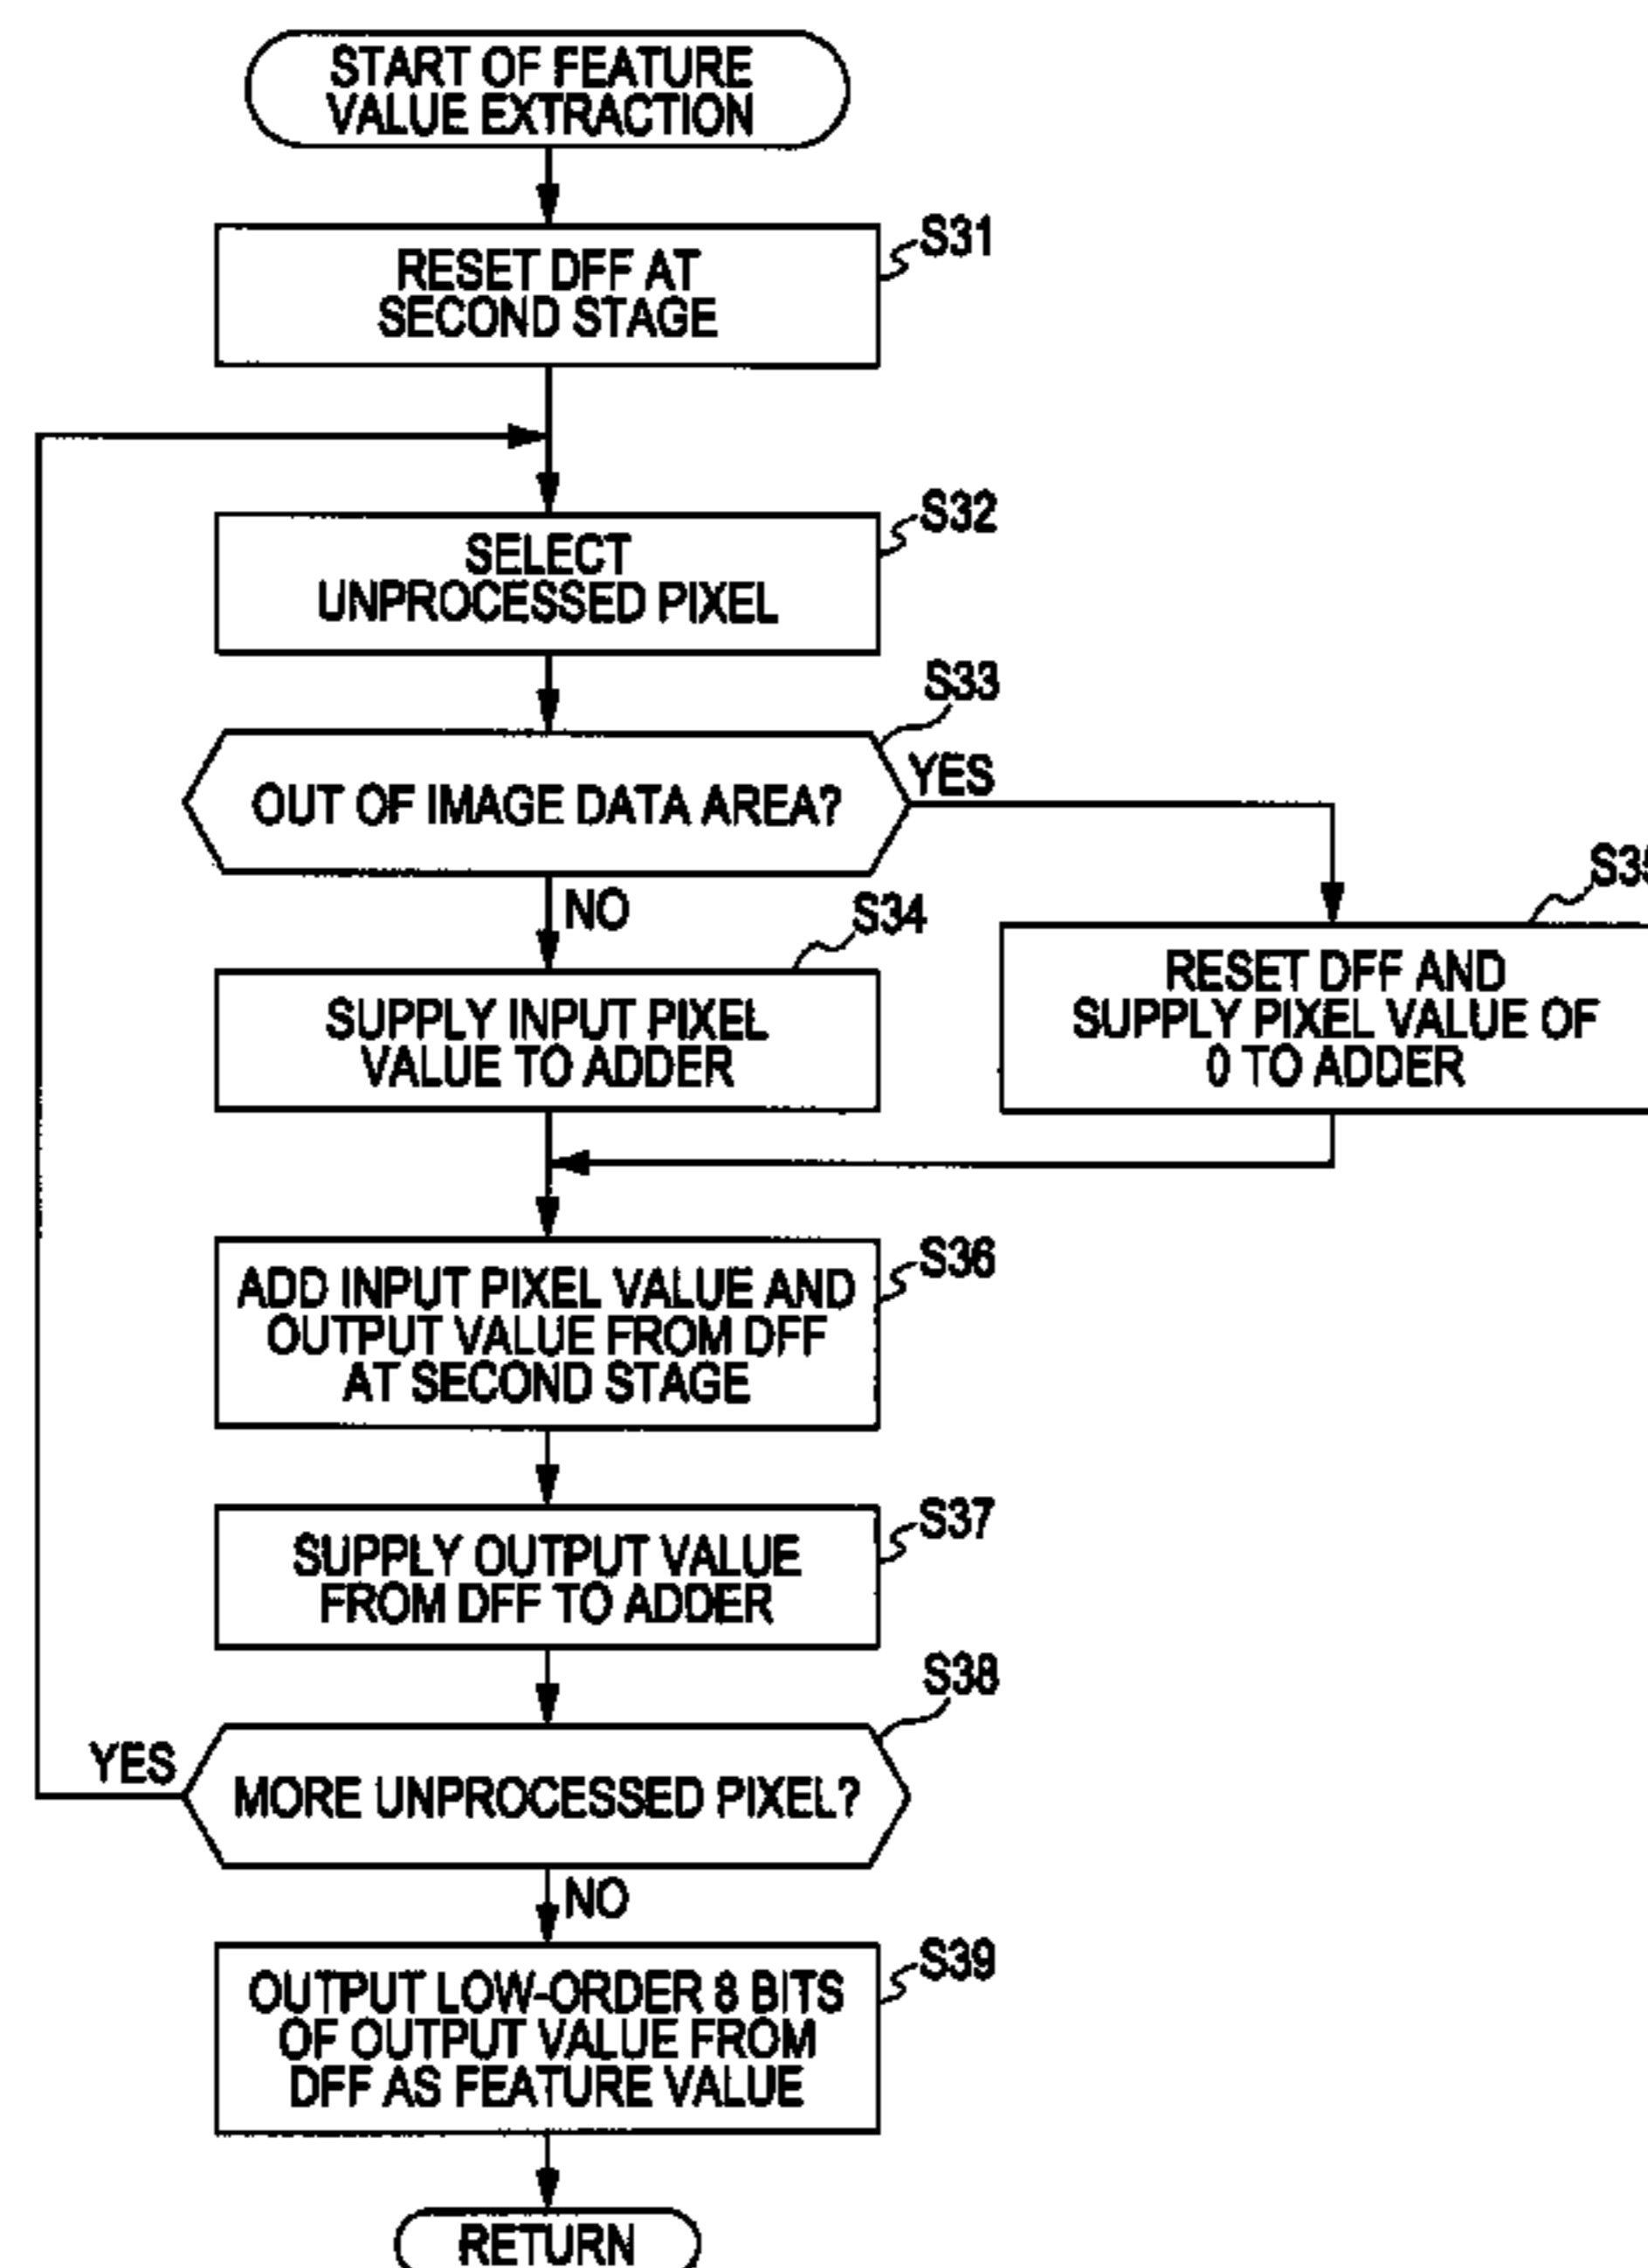 START OF FEATURE
VALUE EXTRACTION
S31
RESET DFF AT
SECOND STAGE
S32
SELECT
UNPROCESSED PIXEL
S33
OUT OF IMAGE DATA AREA?
YES
NO
S34
SUPPLY INPUT PIXEL
VALUE TO ADDER
S35
RESET DFF AND
SUPPLY PIXEL VALUE OF
0 TO ADDER
S36
ADD INPUT PIXEL VALUE AND
OUTPUT VALUE FROM DFF
AT SECOND STAGE
S37
SUPPLY OUTPUT VALUE
FROM DFF TO ADDER
S38
YES
MORE UNPROCESSED PIXEL?
NO
S39
OUTPUT LOW-ORDER 8 BITS
OF OUTPUT VALUE FROM
DFF AS FEATURE VALUE
RETURN